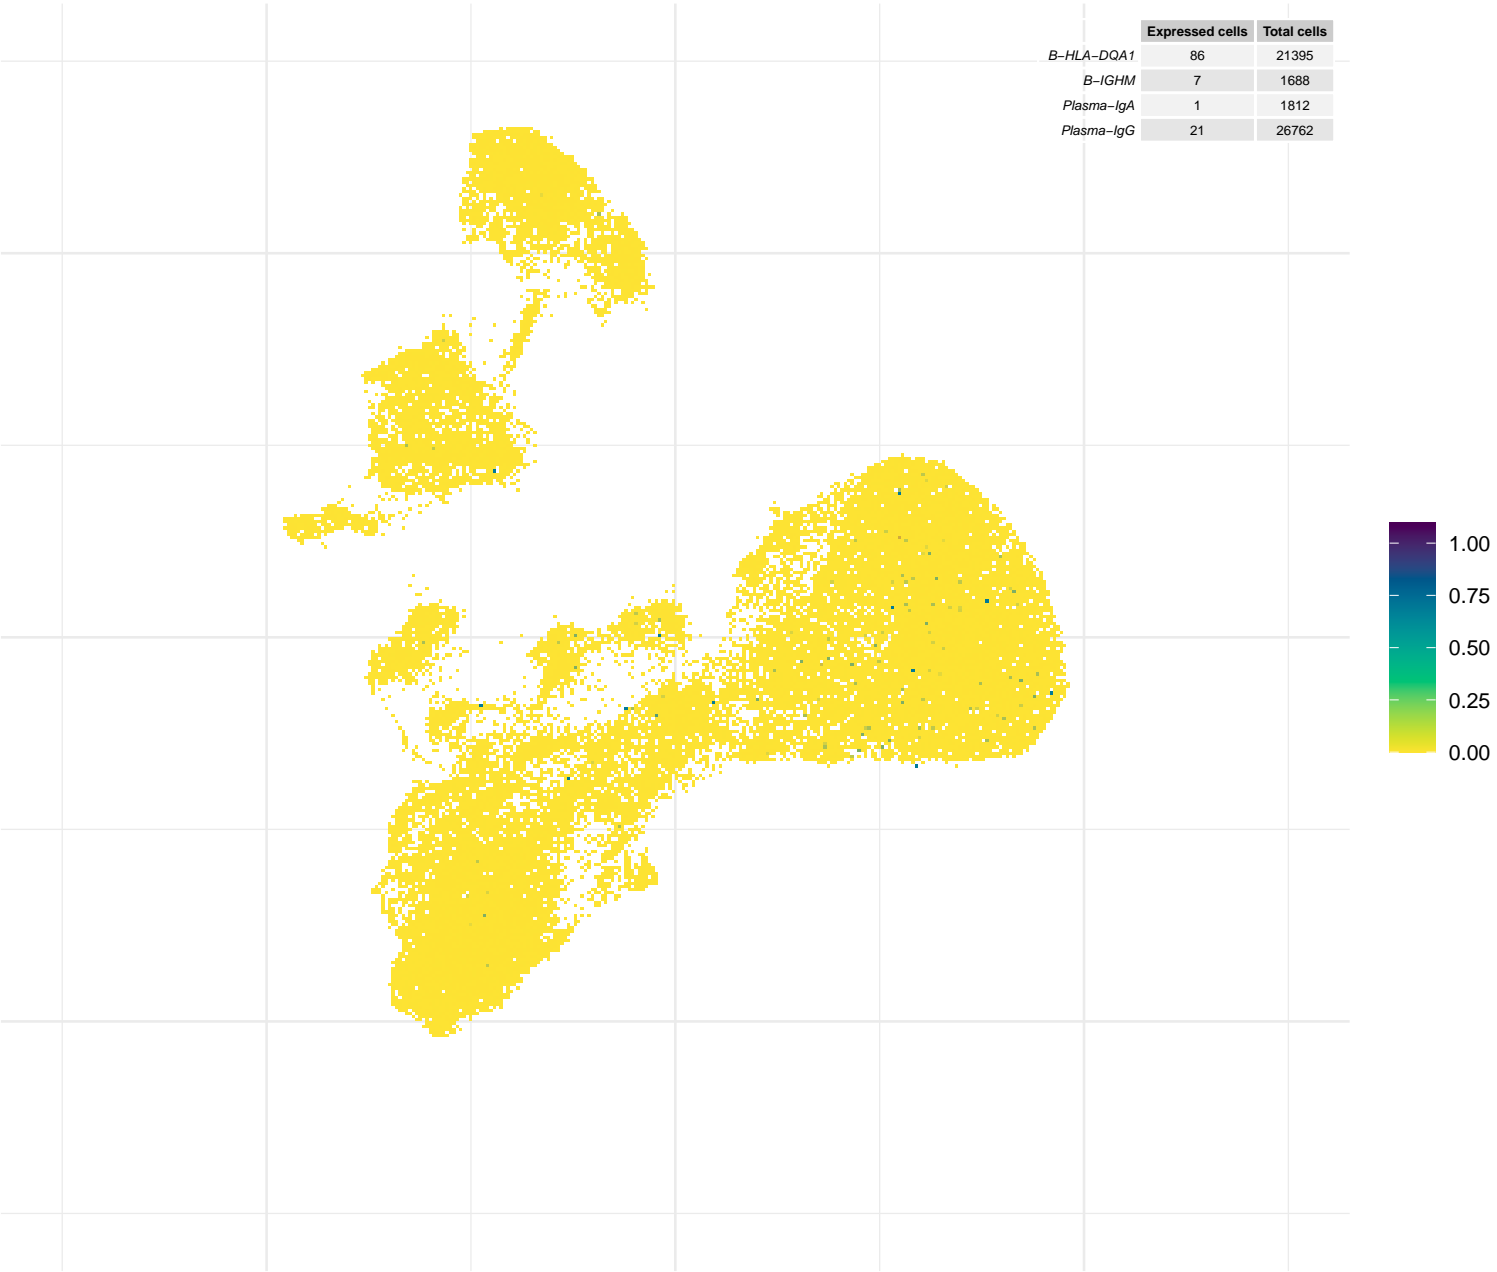 Expressed cells Total cells
B−HLA−DQA1 86 21395
B−IGHM 7 1688
Plasma−IgA 1 1812
Plasma−IgG 21 26762
1.00
0.75
0.50
0.25
0.00